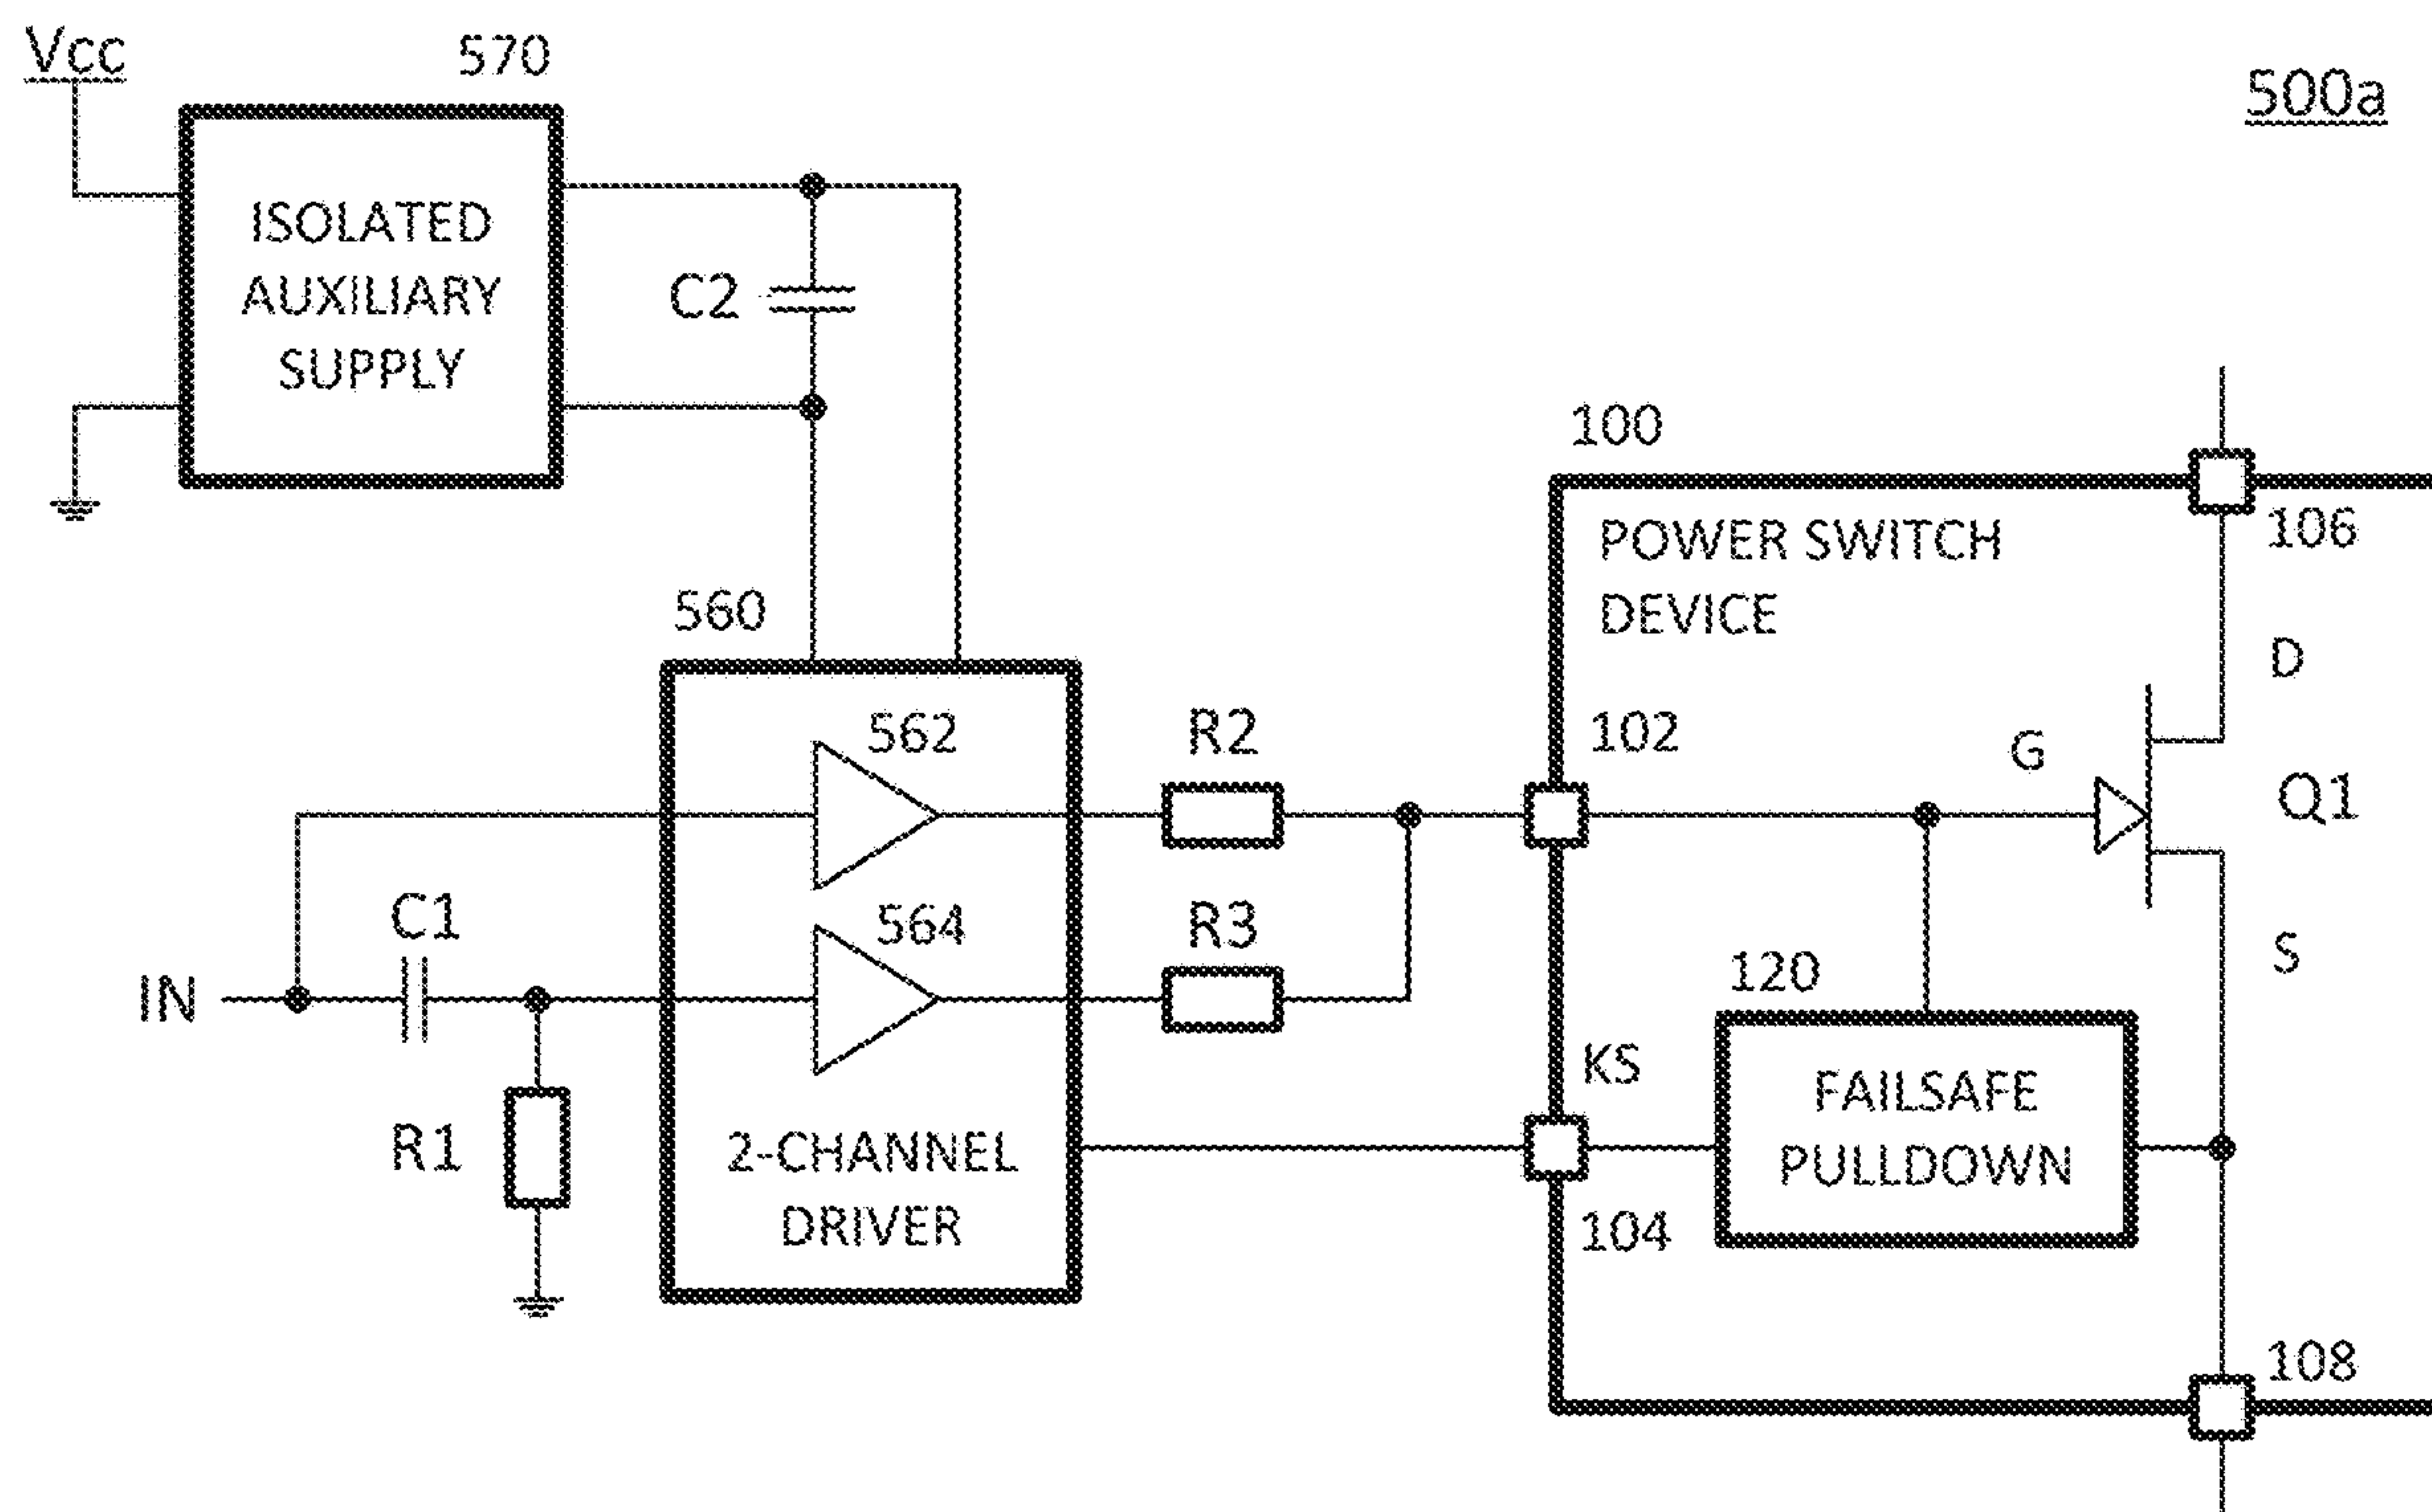 Vcc
570
500a
ISOLATED
AUXILIARY
SUPPLY
C2
100
106
POWER SWITCH
DEVICE
560
D
562
R2
102
G
Q1
C1
564
R3
S
120
IN
KS
FAILSAFE
PULLDOWN
R1
2-CHANNEL
DRIVER
104
108